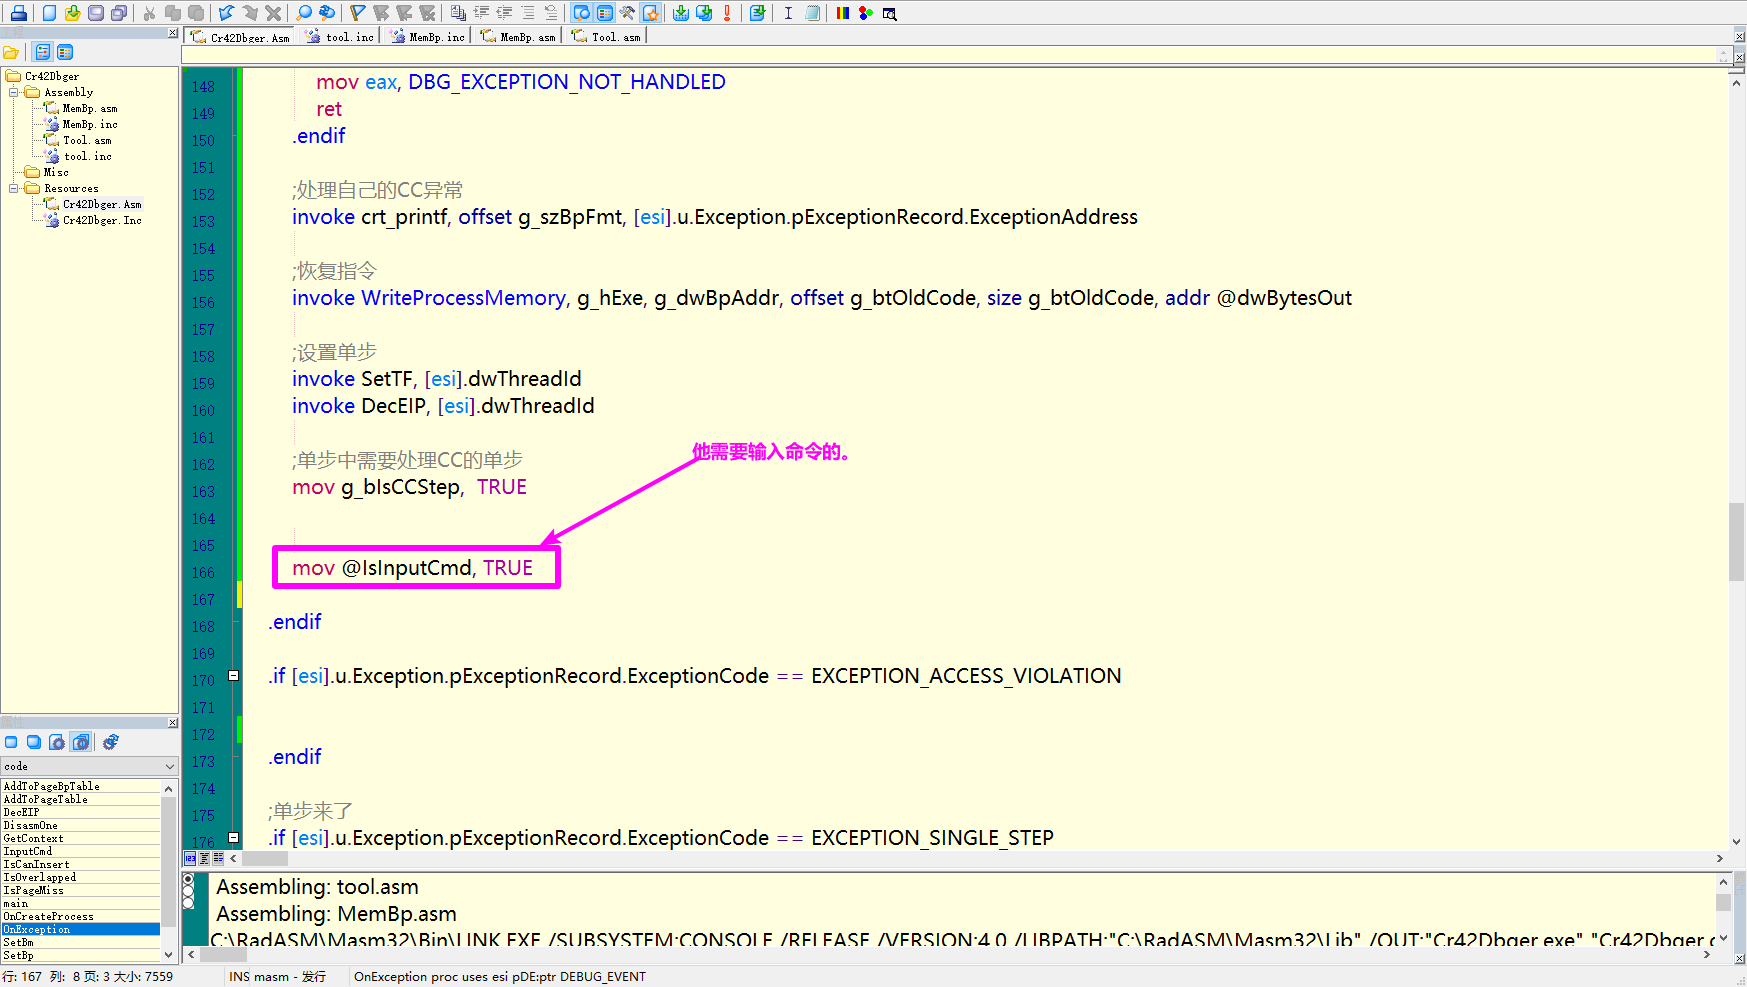 工程
Cr42Dbger
Assembly
MemBp.asm
MemBp.inc
Tool.asm
tool.inc
Misc
Resources
Cr42Dbger.Asm
Cr42Dbger.Inc
属性
code
AddToPageBpTable
AddToPageTable
DecEIP
DisasmOne
GetContext
InputCmd
IsCanInsert
IsOverlapped
IsPageMiss
main
OnCreateProcess
OnException
SetBm
SetBp
Cr42Dbger.Asm tool.inc MemBp.inc MemBp.asm Tool.asm
148 mov eax, DBG_EXCEPTION_NOT_HANDLED
149 ret
150 .endif
151
152 ;处理自己的CC异常
153 invoke crt_printf, offset g_szBpFmt, [esi].u.Exception.pExceptionRecord.ExceptionAddress
154
155 ;恢复指令
156 invoke WriteProcessMemory, g_hExe, g_dwBpAddr, offset g_btOldCode, size g_btOldCode, addr @dwBytesOut
157
158 ;设置单步
159 invoke SetTF, [esi].dwThreadId
160 invoke DecEIP, [esi].dwThreadId
161
他需要输入命令的。
162 ;单步中需要处理CC的单步
163 mov g_bIsCCStep, TRUE
164
165
166 mov @IsInputCmd, TRUE
167
168 .endif
169
170 .if [esi].u.Exception.pExceptionRecord.ExceptionCode == EXCEPTION_ACCESS_VIOLATION
171
172
173 .endif
174
175 ;单步来了
176 .if [esi].u.Exception.pExceptionRecord.ExceptionCode == EXCEPTION_SINGLE_STEP
Assembling: tool.asm
Assembling: MemBp.asm
C:\RadASM\Masm32\Bin\LINK.EXE /SUBSYSTEM:CONSOLE /RELEASE /VERSION:4.0 /LIBPATH:"C:\RadASM\Masm32\Lib" /OUT:"Cr42Dbger.exe" "Cr42Dbger.o
行: 167 列: 8 页: 3 大小: 7559 INS masm - 发行 OnException proc uses esi pDE:ptr DEBUG_EVENT